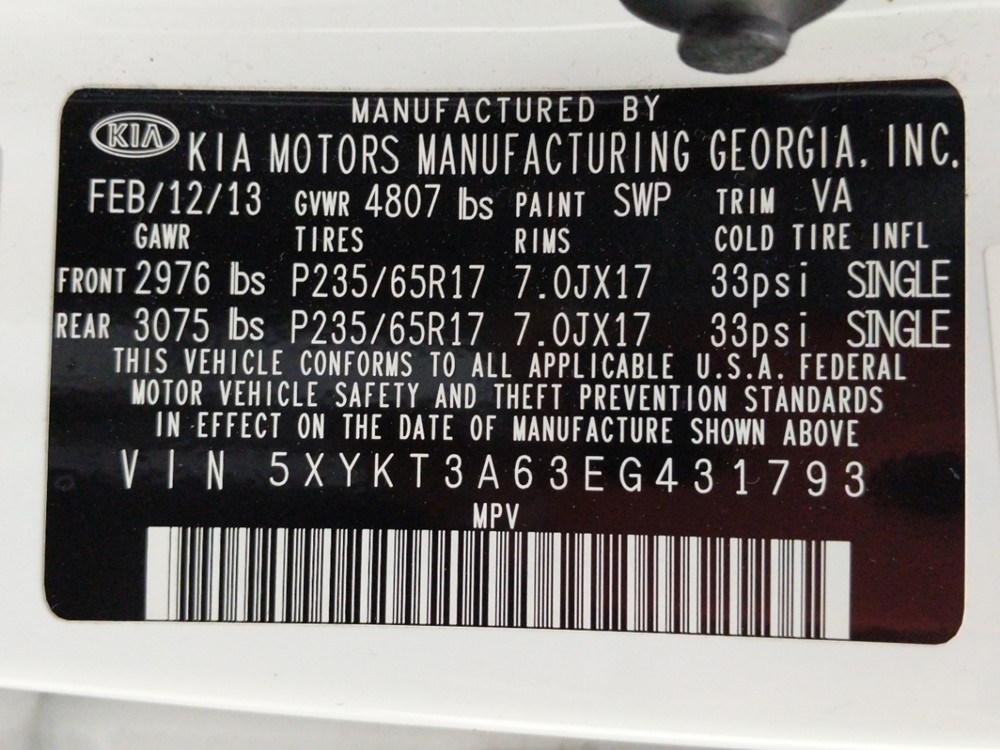 MANUFACTURED BY
KIA KIA MOTORS MANUFACTURING GEORGIA, INC.
FEB/12/13 GVWR 4807 lbs PAINT SWP TRIM VA
GAWR TIRES RIMS COLD TIRE INFL
FRONT 2976 lbs P235/65R17 7.0JX17 33psi SINGLE
REAR 3075 lbs P235/65R17 7.0JX17 33psi SINGLE
THIS VEHICLE CONFORMS TO ALL APPLICABLE U.S.A. FEDERAL
MOTOR VEHICLE SAFETY AND THEFT PREVENTION STANDARDS
IN EFFECT ON THE DATE OF MANUFACTURE SHOWN ABOVE
VIN 5XYKT3A63EG431793
MPV